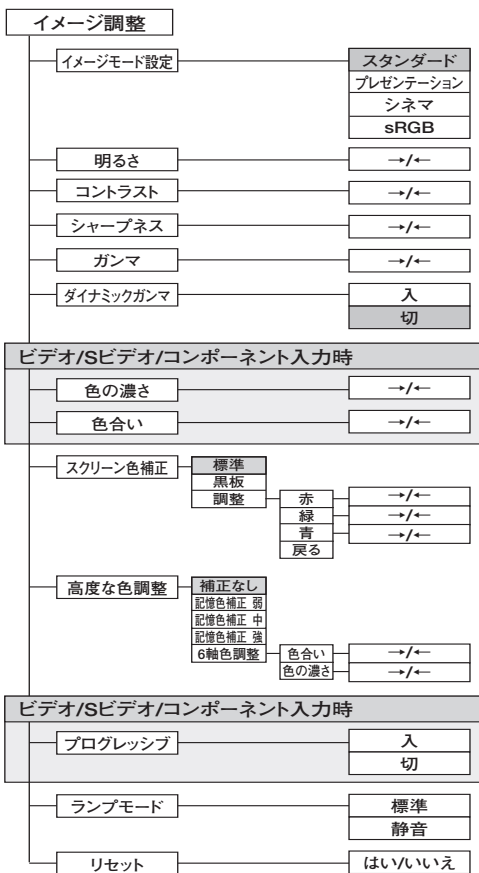 イメージ調整
イメージモード設定
スタンダード
プレゼンテーション
シネマ
sRGB
明るさ
→/←
コントラスト
→/←
シャープネス
→/←
ガンマ
→/←
ダイナミックガンマ
入
切
ビデオ/Sビデオ/コンポーネント入力時
色の濃さ
→/←
色合い
→/←
スクリーン色補正
標準
黒板
調整
赤
→/←
緑
→/←
青
→/←
戻る
高度な色調整
補正なし
記憶色補正 弱
記憶色補正 中
記憶色補正 強
6軸色調整
色合い
→/←
色の濃さ
→/←
ビデオ/Sビデオ/コンポーネント入力時
プログレッシブ
入
切
ランプモード
標準
静音
リセット
はい/いいえ